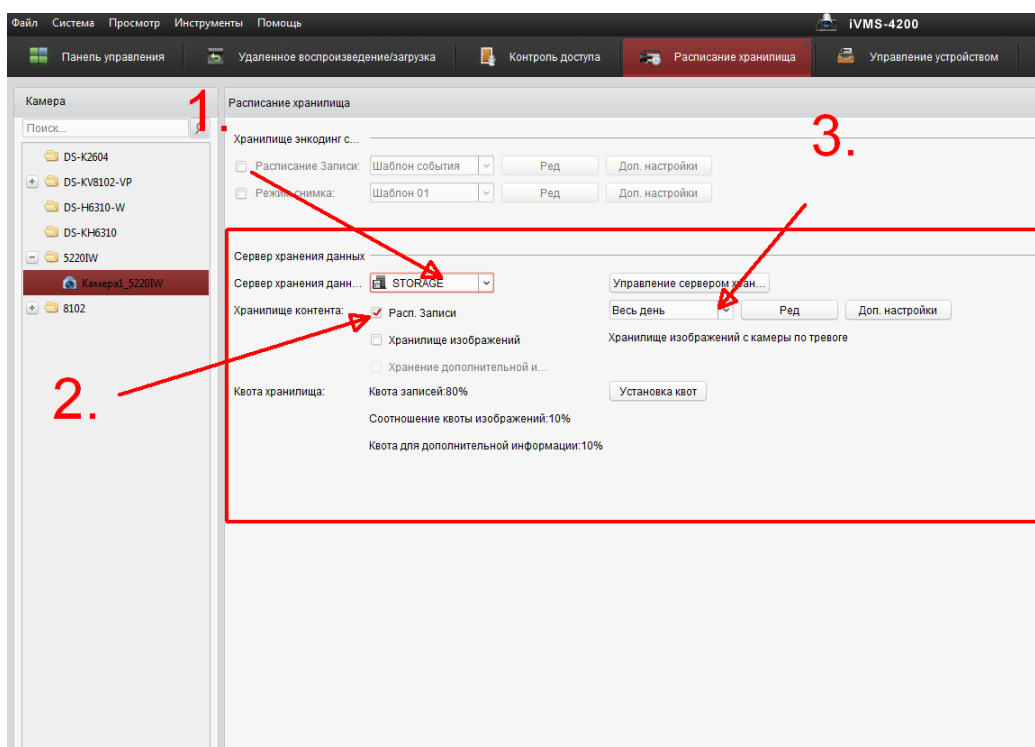 Файл Система Просмотр Инструменты Помощь iVMS-4200
Панель управления Удаленное воспроизведение/загрузка Контроль доступа Расписание хранилища Управление устройством
Камера
Поиск...
DS-K2604
DS-KV8102-VP
DS-H6310-W
DS-KH6310
5220IW
Камера1_5220IW
8102
1.
Расписание хранилища
3.
Хранилище энкодинг с...
Расписание Записи: Шаблон события Ред Доп. настройки
Режим снимка: Шаблон 01 Ред Доп. настройки
Сервер хранения данных
Сервер хранения данн... STORAGE Управление сервером хран...
Хранилище контента: Расп. Записи Весь день Ред Доп. настройки
Хранилище изображений Хранилище изображений с камеры по тревоге
Хранение дополнительной и...
2.
Квота хранилища: Квота записей:80% Установка квот
Соотношение квоты изображений:10%
Квота для дополнительной информации:10%